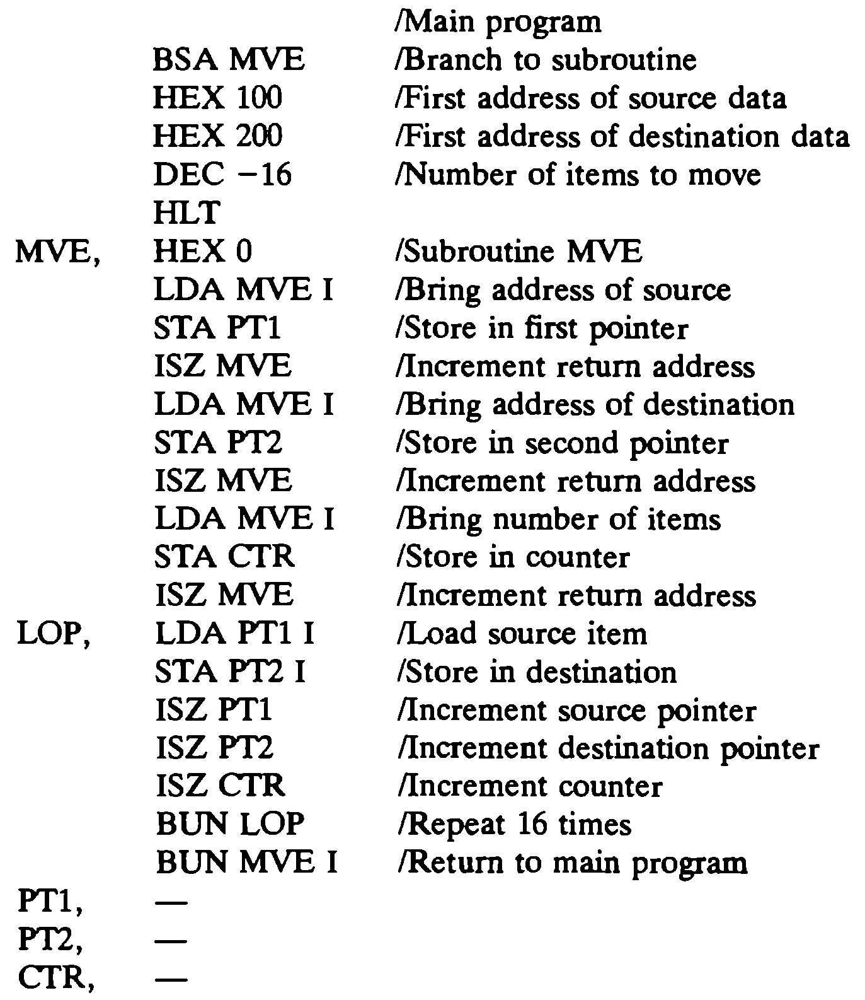 /Main program
BSA MVE /Branch to subroutine
HEX 100 /First address of source data
HEX 200 /First address of destination data
DEC −16 /Number of items to move
HLT
MVE, HEX 0 /Subroutine MVE
LDA MVE I /Bring address of source
STA PT1 /Store in first pointer
ISZ MVE /Increment return address
LDA MVE I /Bring address of destination
STA PT2 /Store in second pointer
ISZ MVE /Increment return address
LDA MVE I /Bring number of items
STA CTR /Store in counter
ISZ MVE /Increment return address
LOP, LDA PT1 I /Load source item
STA PT2 I /Store in destination
ISZ PT1 /Increment source pointer
ISZ PT2 /Increment destination pointer
ISZ CTR /Increment counter
BUN LOP /Repeat 16 times
BUN MVE I /Return to main program
PT1, —
PT2, —
CTR, —